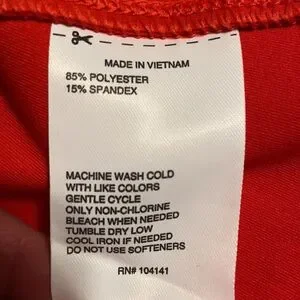 MADE IN VIETNAM
85% POLYESTER
15% SPANDEX
MACHINE WASH COLD
WITH LIKE COLORS
GENTLE CYCLE
ONLY NON-CHLORINE
BLEACH WHEN NEEDED
TUMBLE DRY LOW
COOL IRON IF NEEDED
DO NOT USE SOFTENERS
RN# 104141